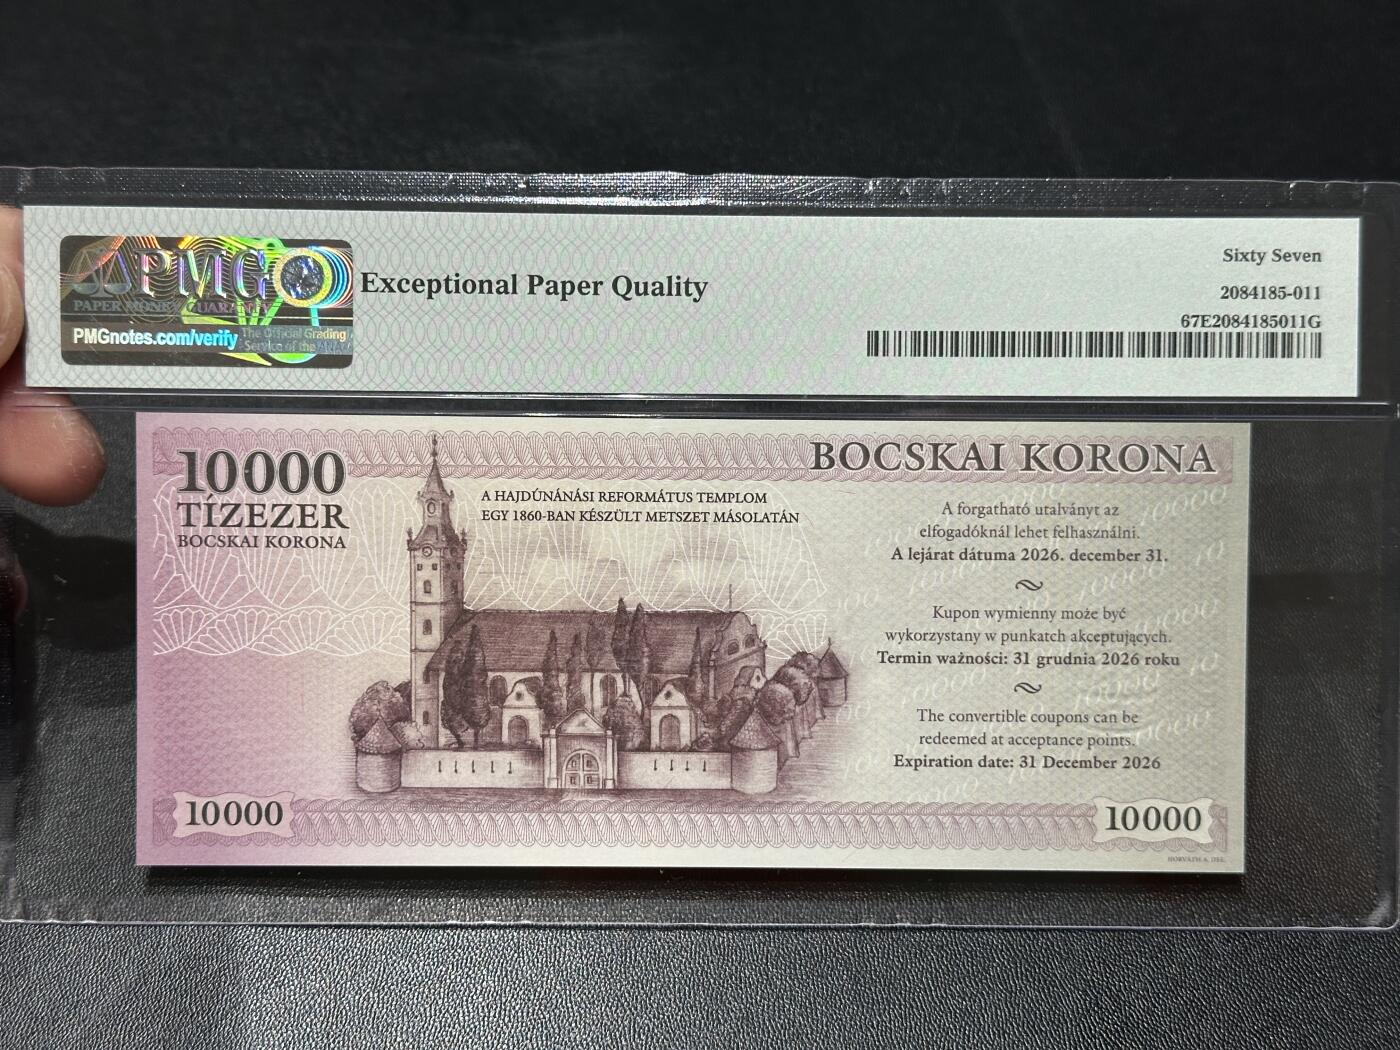 PMG
PAPER MONEY GUARANTY
PMGnotes.com/verify
The Official Grading
Service of the
Exceptional Paper Quality
Sixty Seven
2084185-011
67E2084185011G
10000
TÍZEZER
BOCSKAI KORONA
A HAJDÚNÁNÁSI REFORMÁTUS TEMPLOM
EGY 1860-BAN KÉSZÜLT METSZET MÁSOLATÁN
BOCSKAI KORONA
A forgatható utalványt az
elfogadóknál lehet felhasználni.
A lejárat dátuma 2026. december 31.
Kupon wymienny może być
wykorzystany w punkatch akceptujących.
Termin ważności: 31 grudnia 2026 roku
The convertible coupons can be
redeemed at acceptance points.
Expiration date: 31 December 2026
10000
10000
HORVÁTH A. DEL.